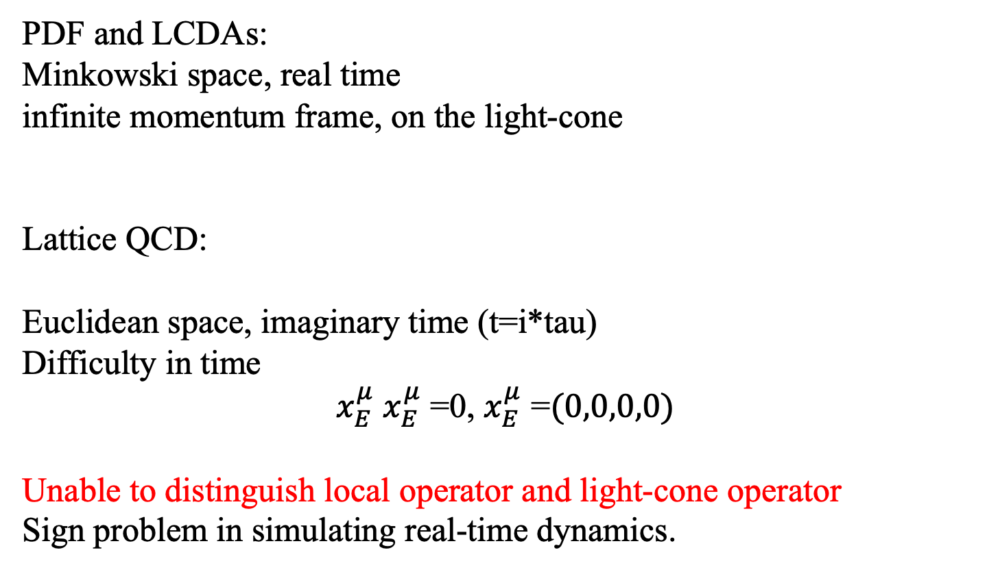 PDF and LCDAs:
Minkowski space, real time
infinite momentum frame, on the light-cone
Lattice QCD:
Euclidean space, imaginary time (t=i*tau)
Difficulty in time
$x_E^\mu \, x_E^\mu$ =0, $x_E^\mu$ =(0,0,0,0)
Unable to distinguish local operator and light-cone operator
Sign problem in simulating real-time dynamics.